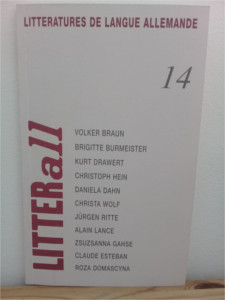 LITTERATURES DE LANGUE ALLEMANDE
14
LITTERall
VOLKER BRAUN
BRIGITTE BURMEISTER
KURT DRAWERT
CHRISTOPH HEIN
DANIELA DAHN
CHRISTA WOLF
JÜRGEN RITTE
ALAIN LANCE
ZSUZSANNA GAHSE
CLAUDE ESTEBAN
ROZA DOMASCYNA